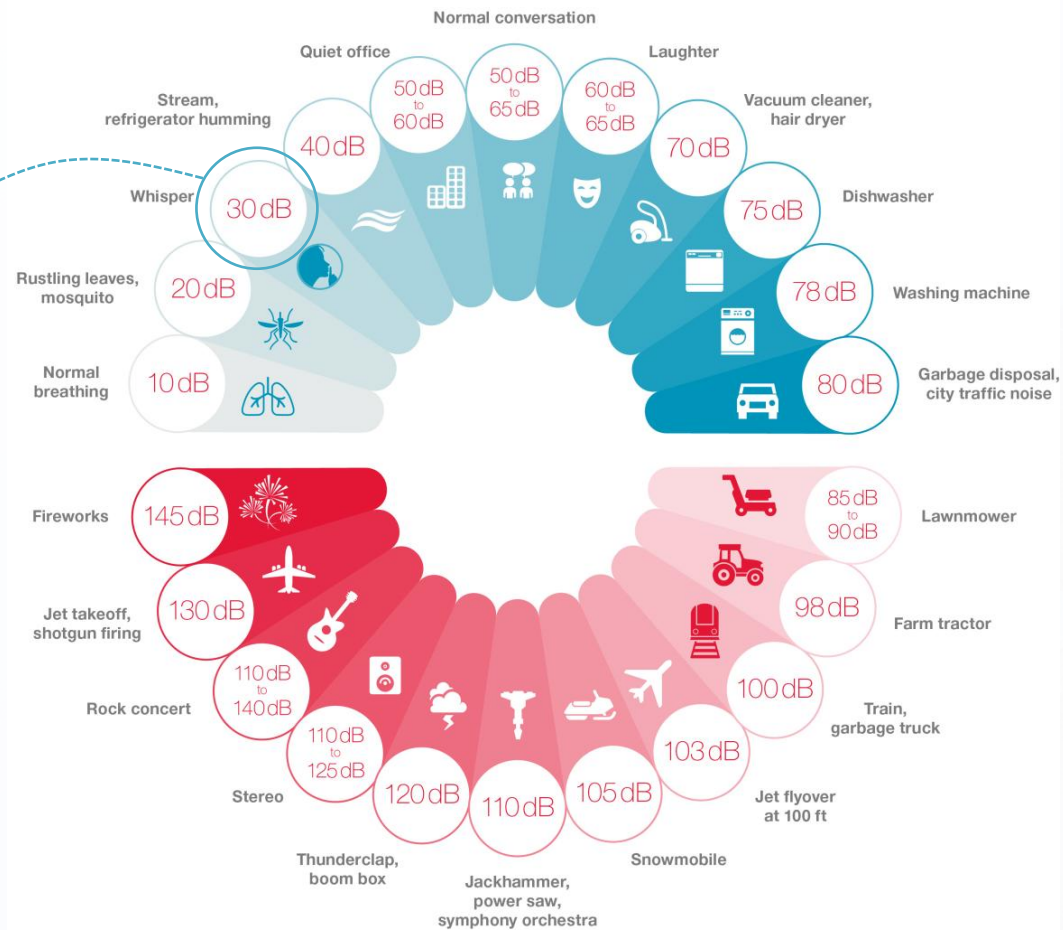 Normal conversation
Quiet office
Laughter
50 dB
to
60 dB
50 dB
to
65 dB
60 dB
to
65 dB
Stream,
refrigerator humming
40 dB
70 dB
Vacuum cleaner,
hair dryer
Whisper
30 dB
75 dB
Dishwasher
Rustling leaves,
mosquito
20 dB
78 dB
Washing machine
Normal
breathing
10 dB
80 dB
Garbage disposal,
city traffic noise
Fireworks
145 dB
85 dB
to
90 dB
Lawnmower
Jet takeoff,
shotgun firing
130 dB
98 dB
Farm tractor
Rock concert
110 dB
to
140 dB
100 dB
Train,
garbage truck
Stereo
110 dB
to
125 dB
103 dB
Jet flyover
at 100 ft
Thunderclap,
boom box
120 dB
110 dB
Jackhammer,
power saw,
symphony orchestra
105 dB
Snowmobile